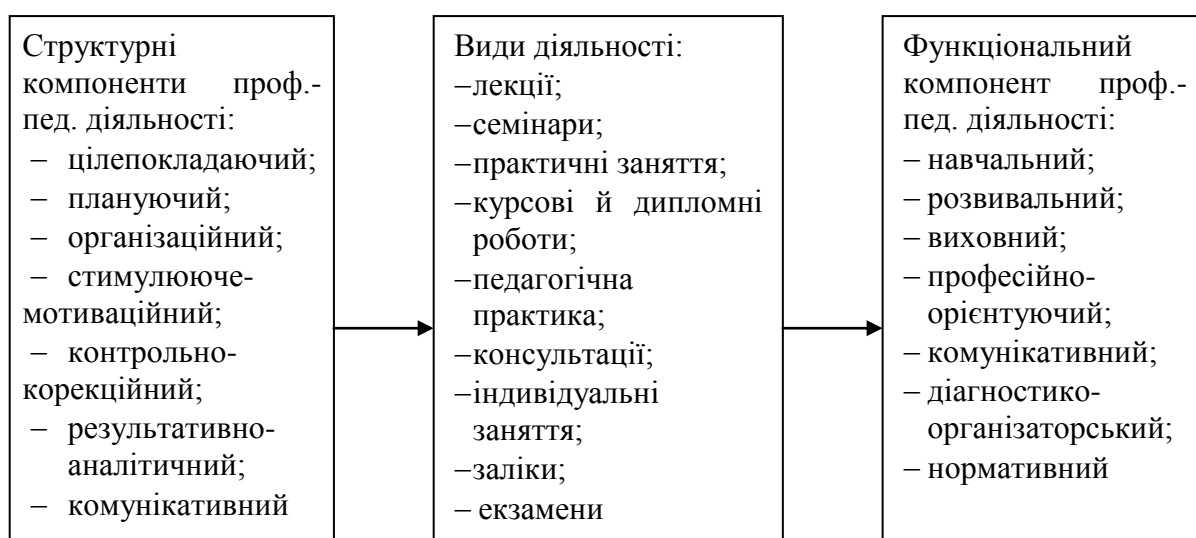 Структурні
компоненти проф.-
пед. діяльності:
– цілепокладаючий;
– плануючий;
– організаційний;
– стимулююче-
мотиваційний;
– контрольно-
корекційний;
– результативно-
аналітичний;
– комунікативний
Види діяльності:
–лекції;
–семінари;
–практичні заняття;
–курсові й дипломні
роботи;
–педагогічна
практика;
–консультації;
–індивідуальні
заняття;
–заліки;
– екзамени
Функціональний
компонент проф.-
пед. діяльності:
– навчальний;
– розвивальний;
– виховний;
– професійно-
орієнтуючий;
– комунікативний;
– діагностико-
організаторський;
– нормативний